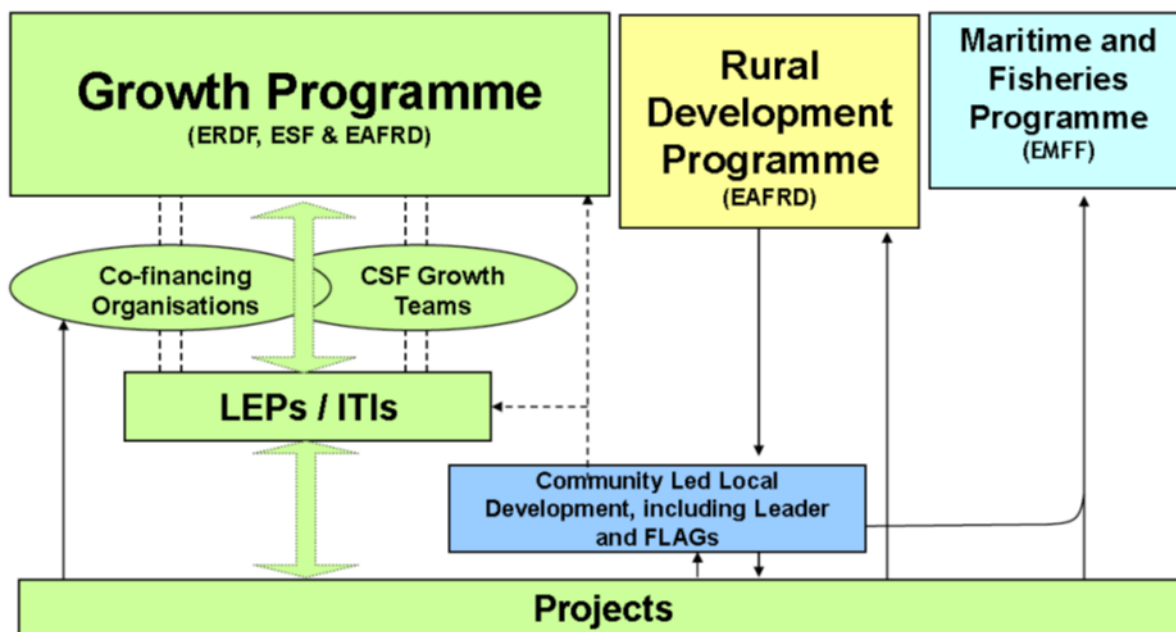 Growth Programme
(ERDF, ESF & EAFRD)
Rural
Development
Programme
(EAFRD)
Maritime and
Fisheries
Programme
(EMFF)
Co-financing
Organisations
CSF Growth
Teams
LEPs / ITIs
Community Led Local
Development, including Leader
and FLAGs
Projects